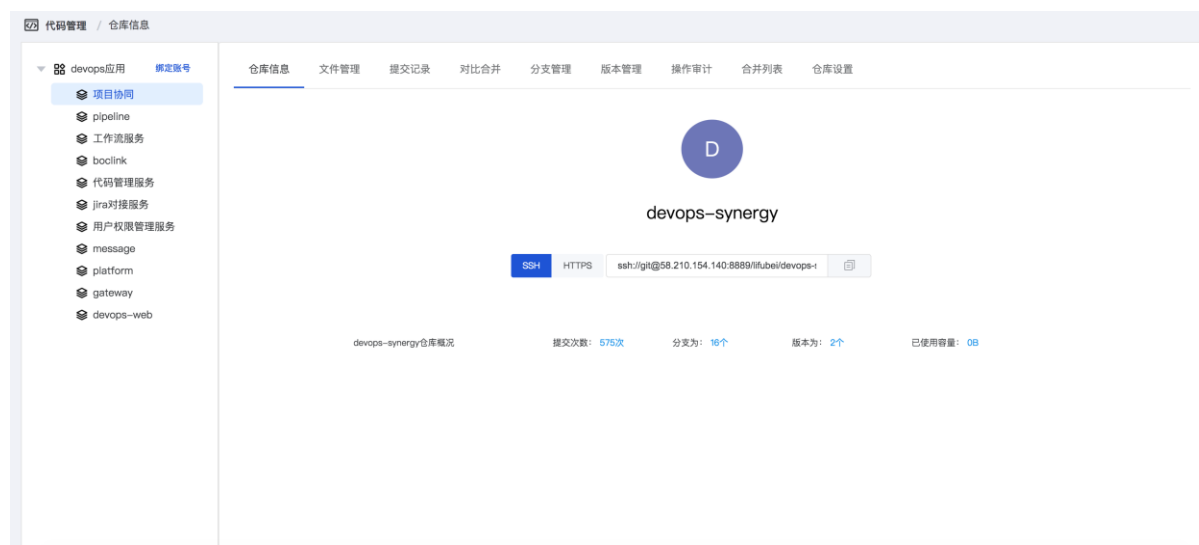 代码管理 / 仓库信息
devops应用 绑定账号
项目协同
pipeline
工作流服务
boclink
代码管理服务
jira对接服务
用户权限管理服务
message
platform
gateway
devops-web
仓库信息 文件管理 提交记录 对比合并 分支管理 版本管理 操作审计 合并列表 仓库设置
D
devops-synergy
SSH HTTPS ssh://git@58.210.154.140:8889/lifubei/devops-
devops-synergy仓库概况 提交次数: 575次 分支为: 16个 版本为: 2个 已使用容量: 0B